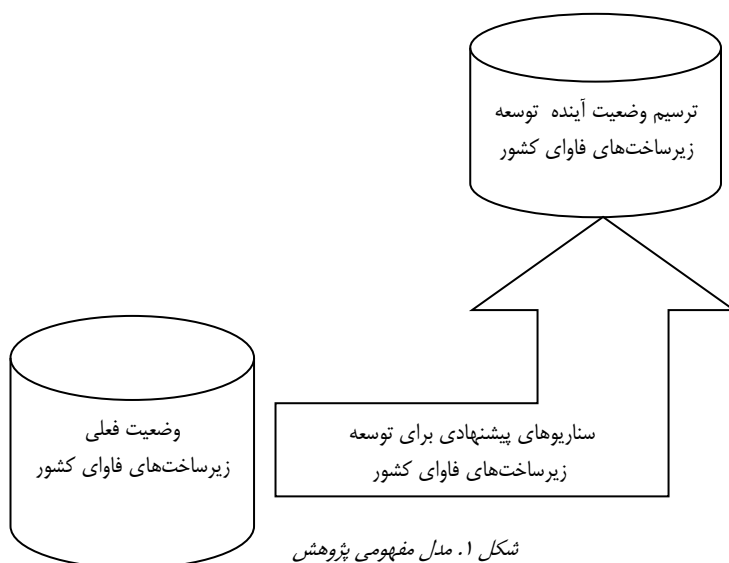 ترسیم وضعیت آینده توسعه
زیرساخت‌های فاوای کشور
وضعیت فعلی
زیرساخت‌های فاوای کشور
سناریوهای پیشنهادی برای توسعه
زیرساخت‌های فاوای کشور
شکل ۱. مدل مفهومی پژوهش